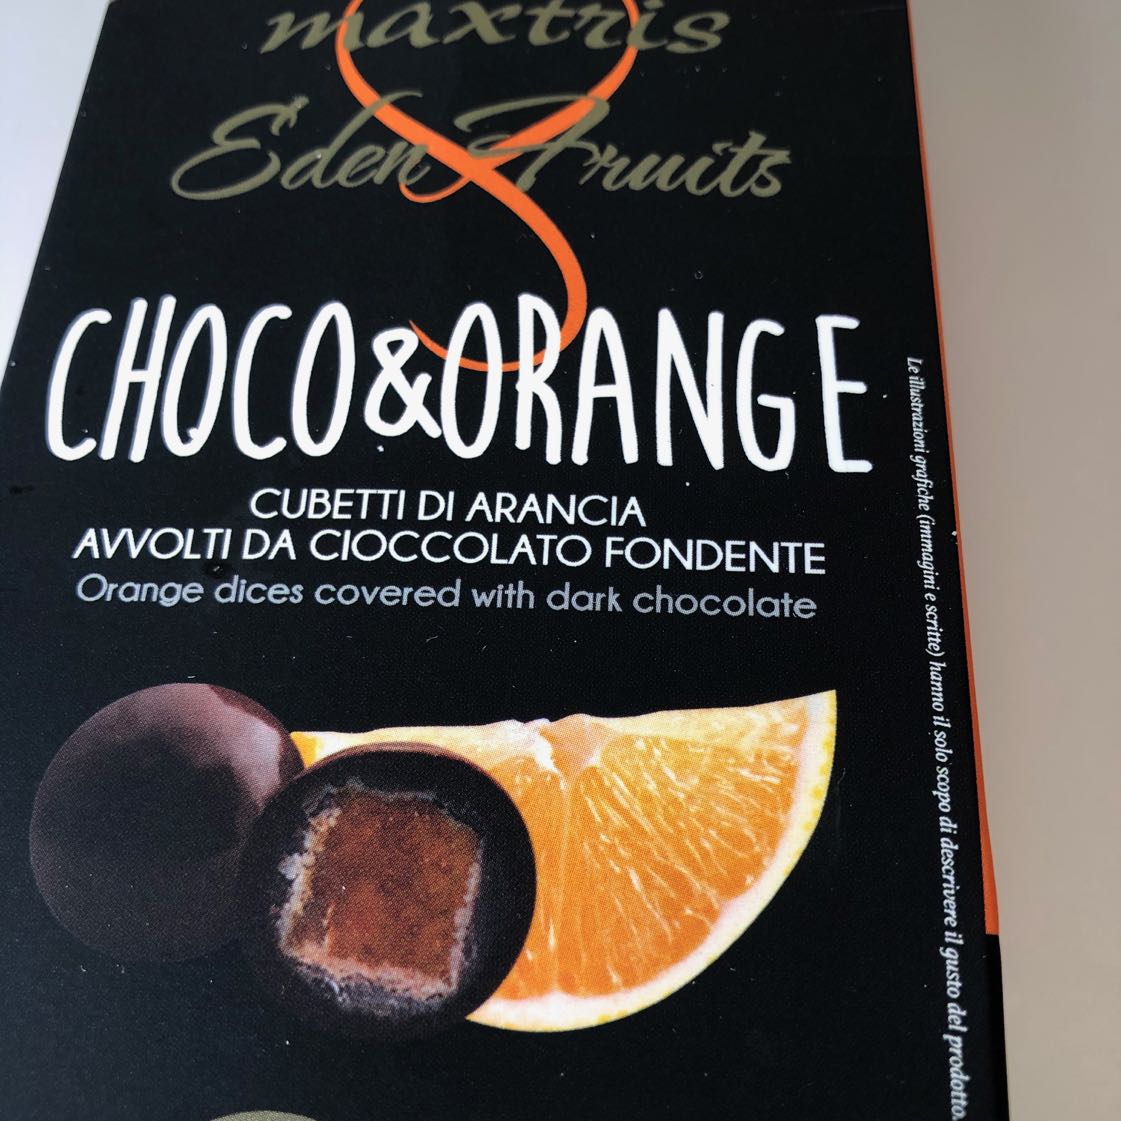 maxtris
Eden Fruits
CHOCO&ORANGE
CUBETTI DI ARANCIA
AVVOLTI DA CIOCCOLATO FONDENTE
Orange dices covered with dark chocolate
Le illustrazioni grafiche (immagini e scritte) hanno il solo scopo di descrivere il gusto del prodotto.